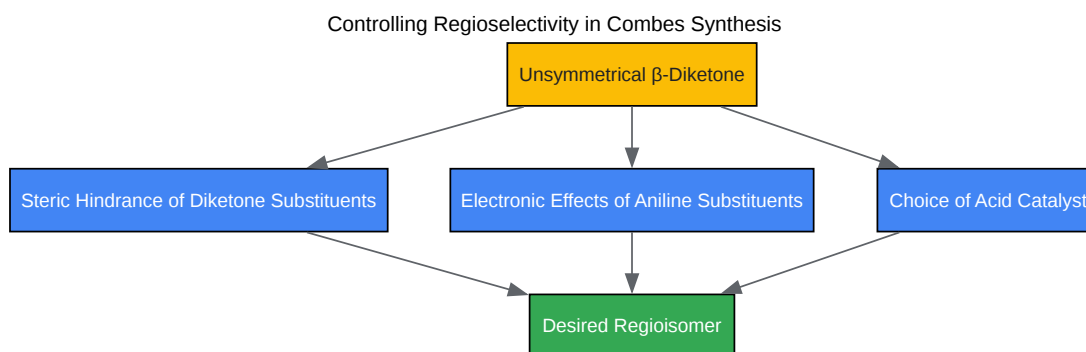 Controlling Regioselectivity in Combes Synthesis
Unsymmetrical β-Diketone
Steric Hindrance of Diketone Substituents
Electronic Effects of Aniline Substituents
Choice of Acid Catalyst
Desired Regioisomer